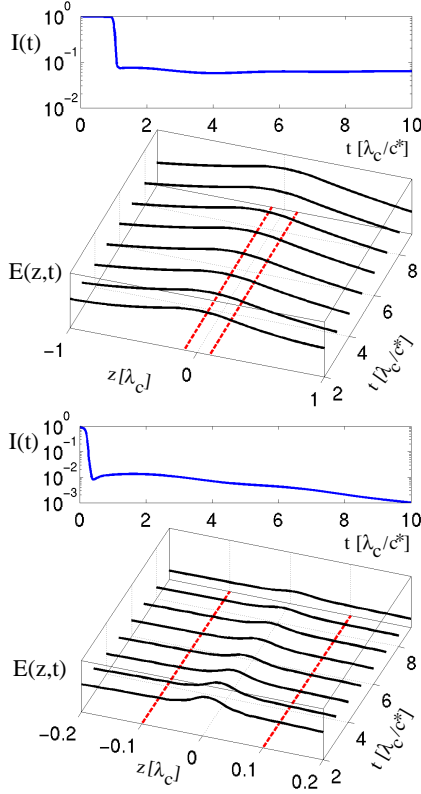 I(t)
10^0
10^-1
10^-2
0 2 4 6 8 10
t [λ_c/c*]
E(z,t)
−1 0 1
z [λ_c]
2 4 6 8
t [λ_c/c*]
I(t)
10^0
10^-1
10^-2
10^-3
0 2 4 6 8 10
t [λ_c/c*]
E(z,t)
−0.2 −0.1 0 0.1 0.2
z [λ_c]
2 4 6 8
t [λ_c/c*]